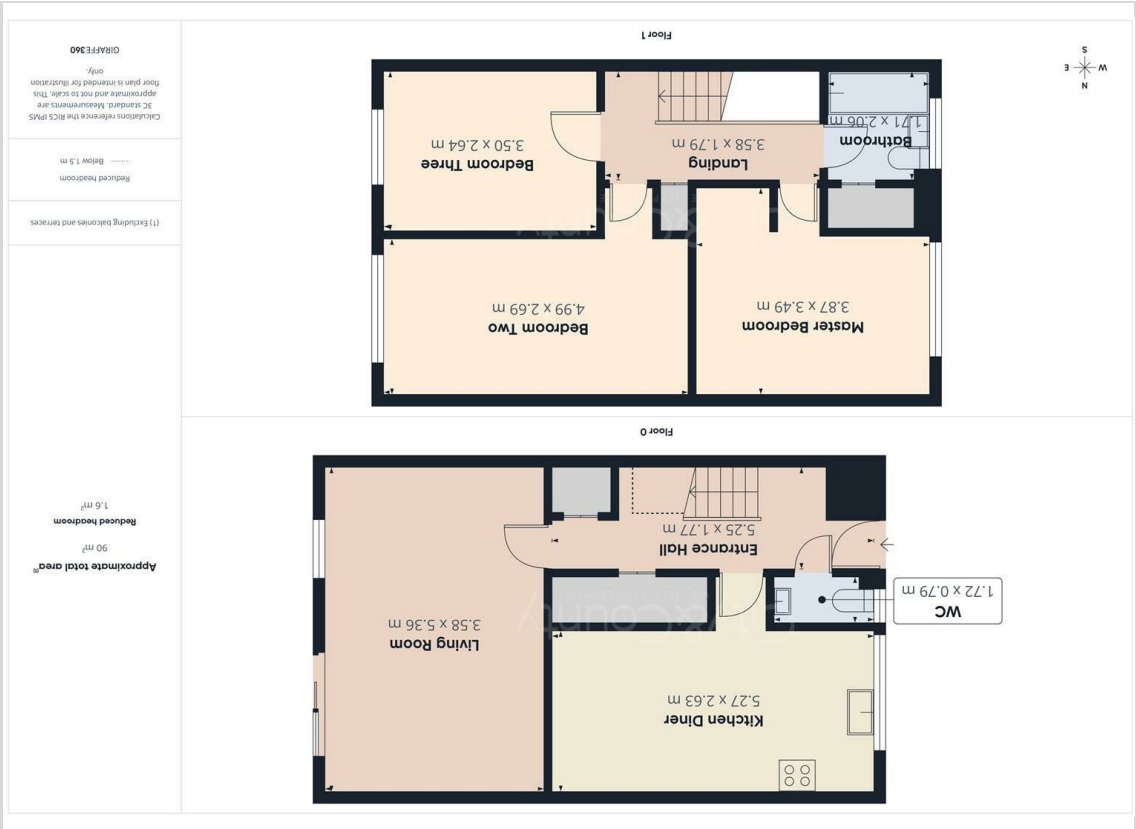 Kitchen Diner
5.27 x 2.63 m
Living Room
3.58 x 5.36 m
WC
1.72 x 0.79 m
City&County
Entrance Hall
5.25 x 1.77 m
Floor 0
Master Bedroom
3.87 x 3.49 m
Bedroom Two
4.99 x 2.69 m
City&County
Bathroom
1.71 x 2.06 m
Landing
3.58 x 1.79 m
Bedroom Three
3.50 x 2.64 m
Floor 1
N
W E
S
Approximate total area⁽¹⁾
90 m²
Reduced headroom
1.6 m²
(1) Excluding balconies and terraces
Reduced headroom
........ Below 1.5 m
Calculations reference the RICS IPMS
3C standard. Measurements are
approximate and not to scale. This
floor plan is intended for illustration
only.
GIRAFFE360